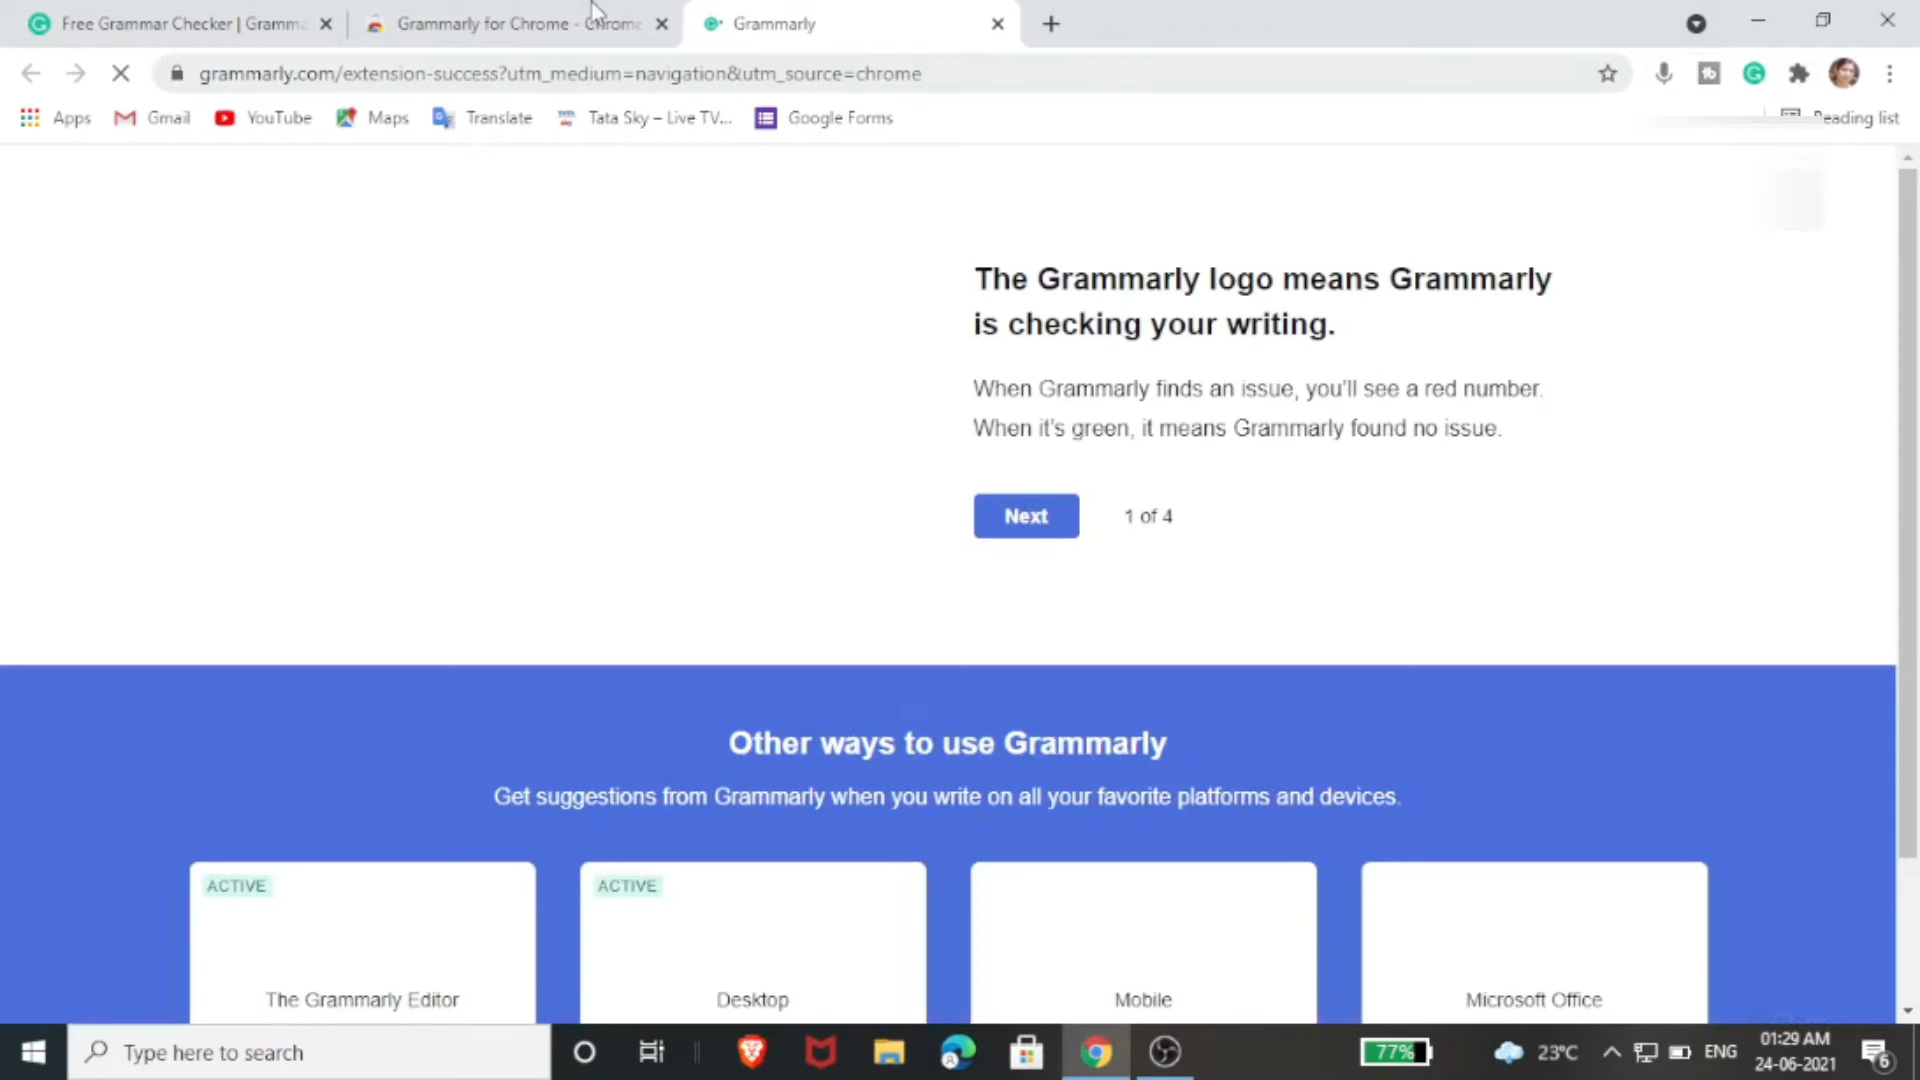 Free Grammar Checker | Gramma
Grammarly for Chrome - Chrome
Grammarly
grammarly.com/extension-success?utm_medium=navigation&utm_source=chrome
Apps
Gmail
YouTube
Maps
Translate
Tata Sky – Live TV...
Google Forms
Reading list
The Grammarly logo means Grammarly
is checking your writing.
When Grammarly finds an issue, you'll see a red number.
When it's green, it means Grammarly found no issue.
Next
1 of 4
Other ways to use Grammarly
Get suggestions from Grammarly when you write on all your favorite platforms and devices.
ACTIVE
ACTIVE
The Grammarly Editor
Desktop
Mobile
Microsoft Office
Type here to search
77%
23°C
ENG
01:29 AM
24-06-2021
6